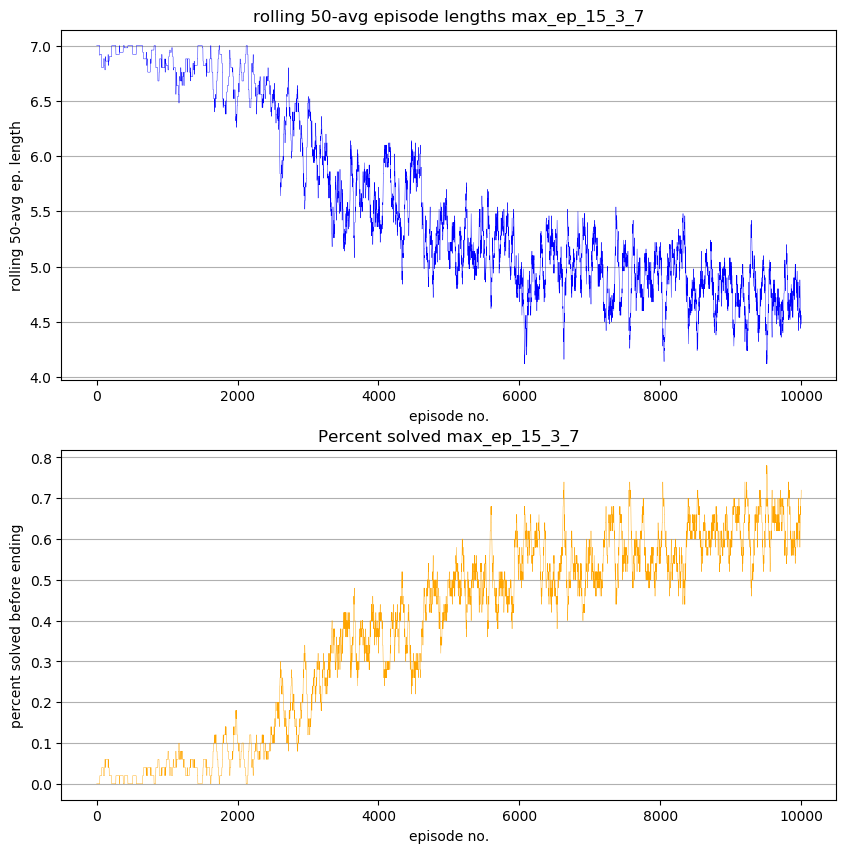 rolling 50-avg episode lengths max_ep_15_3_7
rolling 50-avg ep. length
7.0
6.5
6.0
5.5
5.0
4.5
4.0
0 2000 4000 6000 8000 10000
episode no.
Percent solved max_ep_15_3_7
percent solved before ending
0.8
0.7
0.6
0.5
0.4
0.3
0.2
0.1
0.0
0 2000 4000 6000 8000 10000
episode no.